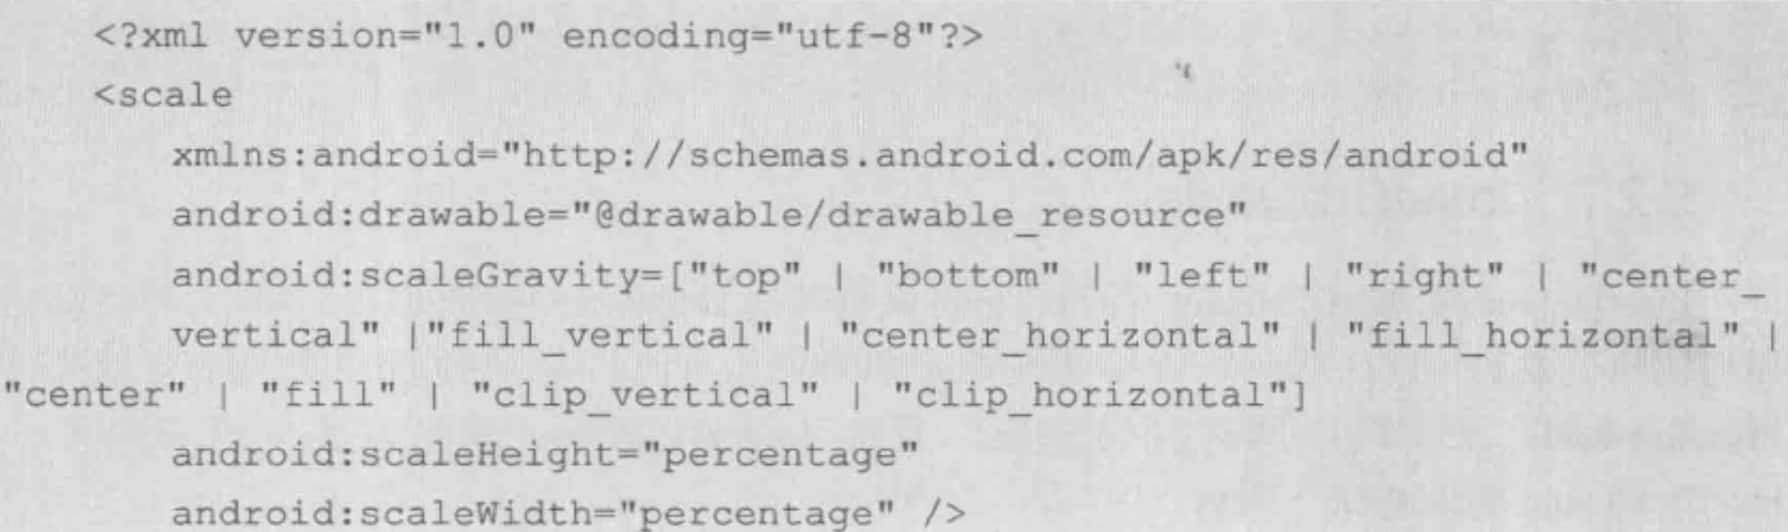 <?xml version="1.0" encoding="utf-8"?>
<scale
xmlns:android="http://schemas.android.com/apk/res/android"
android:drawable="@drawable/drawable_resource"
android:scaleGravity=["top" | "bottom" | "left" | "right" | "center_
vertical" |"fill_vertical" | "center_horizontal" | "fill_horizontal" |
"center" | "fill" | "clip_vertical" | "clip_horizontal"]
android:scaleHeight="percentage"
android:scaleWidth="percentage" />